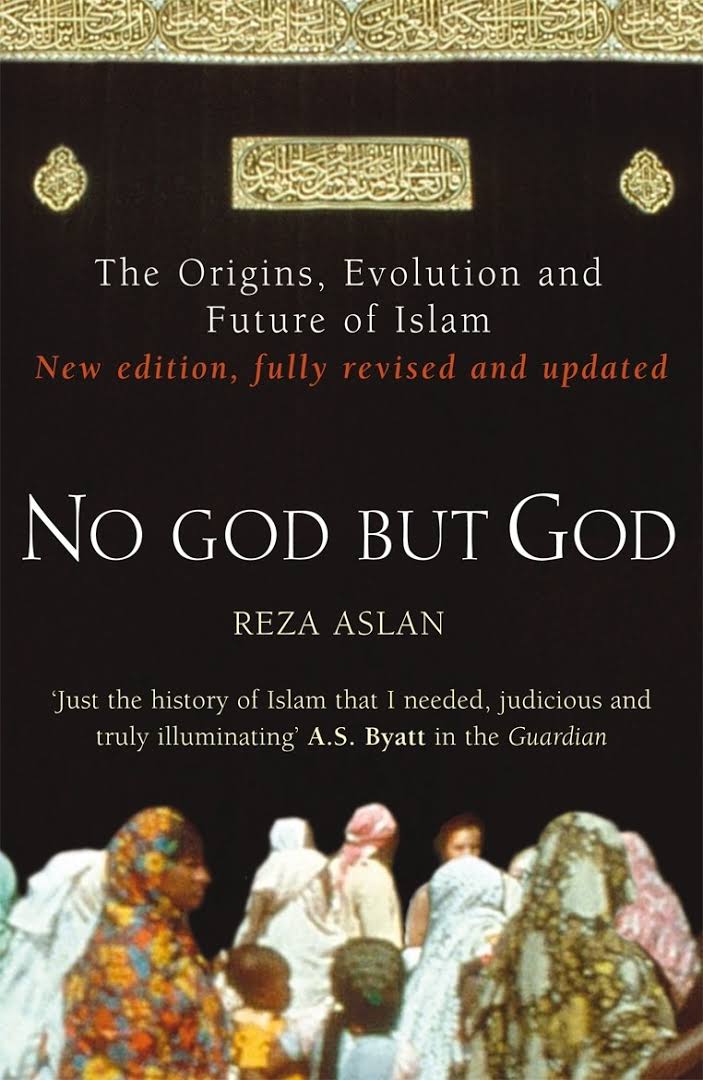 The Origins, Evolution and
Future of Islam
New edition, fully revised and updated
NO GOD BUT GOD
REZA ASLAN
‘Just the history of Islam that I needed, judicious and
truly illuminating’ A.S. Byatt in the Guardian